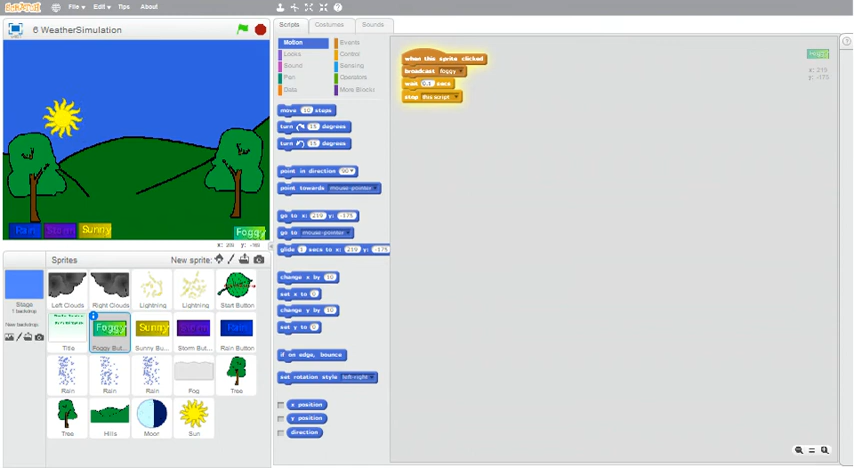 SCRATCH File Edit Tips About
6 WeatherSimulation
Rain Storm Sunny Foggy
Sprites New sprite:
Stage
1 backdrop
New backdrop:
Left Clouds Right Clouds Lightning Lightning Start Button
Title Foggy But... Sunny Bu... Storm But... Rain Button
Rain Rain Rain Fog Tree
Tree Hills Moon Sun
Scripts Costumes Sounds
Motion Events
Looks Control
Sound Sensing
Pen Operators
Data More Blocks
move 10 steps
turn 15 degrees
turn 15 degrees
point in direction 90
point towards mouse-pointer
go to x: 219 y: -175
go to mouse-pointer
glide 1 secs to x: 219 y: -175
change x by 10
set x to 0
change y by 10
set y to 0
if on edge, bounce
set rotation style left-right
x position
y position
direction
when this sprite clicked
broadcast foggy
wait 0.1 secs
stop this script
x: 219
y: -175